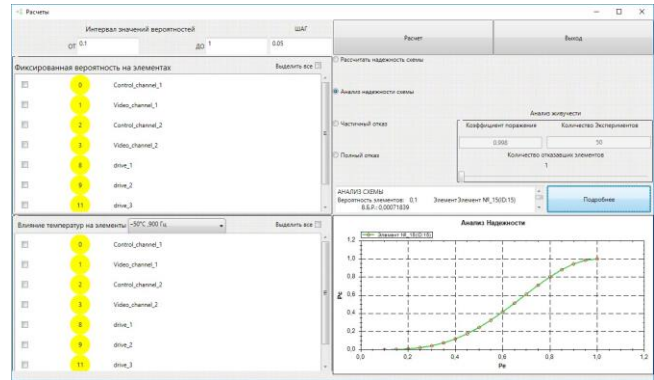 Расчеты
Интервал значений вероятностей
ШАГ
от 0.1
до 1
0.05
Расчет
Выход
Фиксированная вероятность на элементах
Выделить все
0 Control_channel_1
1 Video_channel_1
2 Control_channel_2
3 Video_channel_2
8 drive_1
9 drive_2
11 drive_3
Рассчитать надежность схемы
Анализ надежности схемы
Частичный отказ
Полный отказ
Анализ живучести
Коэффициент поражания
Количество Экспериментов
0,998
50
Количество отказавших элементов
1
АНАЛИЗ СХЕМЫ
Вероятность элементов: 0,1 Элемент
В.Б.Р.: 0,00071839
Подробнее
Влияние температур на элементы
Выделить все
0 Control_channel_1
1 Video_channel_1
2 Control_channel_2
3 Video_channel_2
8 drive_1
9 drive_2
11 drive_3
Анализ Надежности
1,2
1,0
0,8
0,6
0,4
0,2
0,0
Pc
0,0 0,2 0,4 0,6 0,8 1,0 1,2
Pe